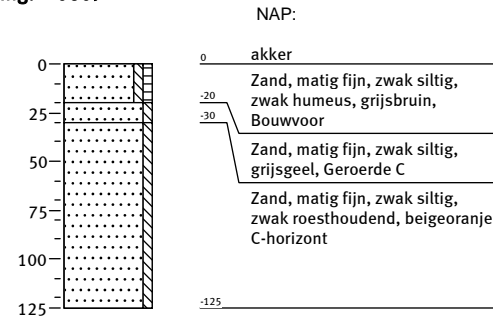 NAP:
0
25
50
75
100
125
0
akker
Zand, matig fijn, zwak siltig,
zwak humeus, grijsbruin,
Bouwvoor
-20
-30
Zand, matig fijn, zwak siltig,
grijsgeel, Geroerde C
Zand, matig fijn, zwak siltig,
zwak roesthoudend, beigeoranje
C-horizont
-125